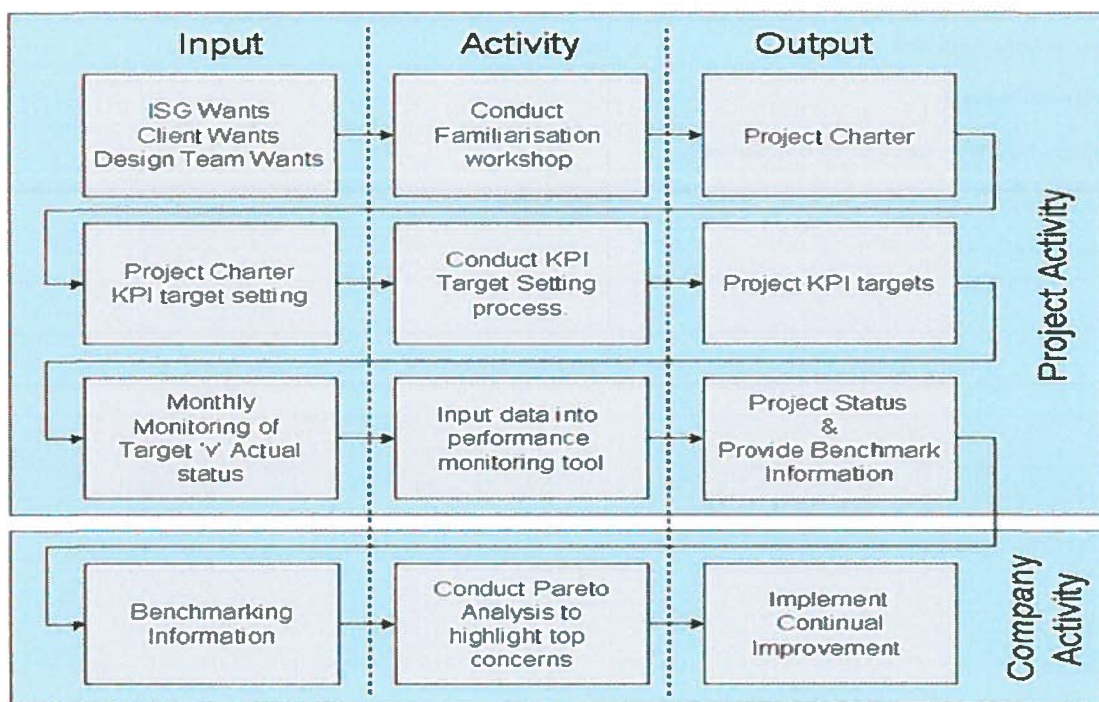 Input
Activity
Output
ISG Wants
Client Wants
Design Team Wants
Conduct
Familiarisation
workshop
Project Charter
Project Charter
KPI target setting
Conduct KPI
Target Setting
process.
Project KPI targets
Monthly
Monitoring of
Target 'v' Actual
status
Input data into
performance
monitoring tool
Project Status
&
Provide Benchmark
Information
Project Activity
Benchmarking
Information
Conduct Pareto
Analysis to
highlight top
concerns
Implement
Continual
Improvement
Company
Activity